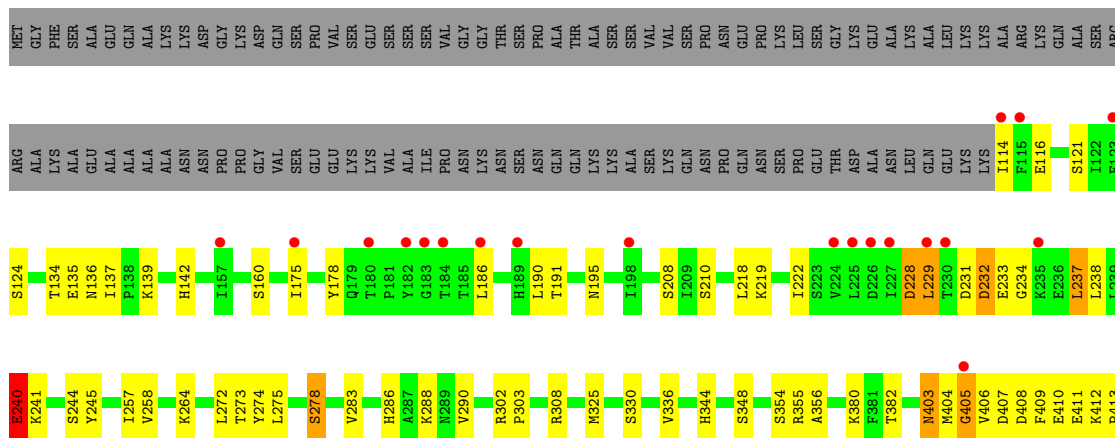 MET GLY PHE SER ALA GLU GLN ALA LYS LYS ASP GLY LYS ASP GLN SER PRO VAL SER GLU SER SER SER VAL GLY GLY THR SER PRO ALA THR ALA SER SER VAL VAL SER PRO ASN GLU PRO LYS LEU SER GLY LYS GLU ALA LYS ALA LEU LYS LYS ALA ARG LYS GLN ALA SER ARG
ARG ALA LYS ALA GLU ALA ALA ALA ALA ASN ASN PRO PRO GLY VAL SER GLU GLU LYS LYS VAL ALA ILE PRO ASN LYS ASN SER ASN GLN LYS LYS ALA SER LYS GLN ASN PRO GLN ASN SER PRO GLU THR ASP ALA ASN LEU GLN GLU LYS LYS I114 F115 E116 S121 I122
S124 T134 E135 N136 I137 P138 K139 H142 I157 S160 I175 Y178 Q179 T180 P181 Y182 G183 T184 T185 L186 H189 L190 T191 N195 I198 S208 I209 S210 L218 K219 I222 S223 V224 L225 D226 I227 D228 L229 T230 D231 D232 E233 G234 K235 E236 L237 L238 L239
E240 K241 S244 Y245 I257 V258 K264 L272 T273 Y274 L275 S278 V283 H286 A287 K288 N289 V290 R302 P303 R308 M325 S330 V336 H344 S348 S354 R355 A356 K380 F381 T382 N403 M404 G405 V406 D407 D408 F409 E410 E411 K412